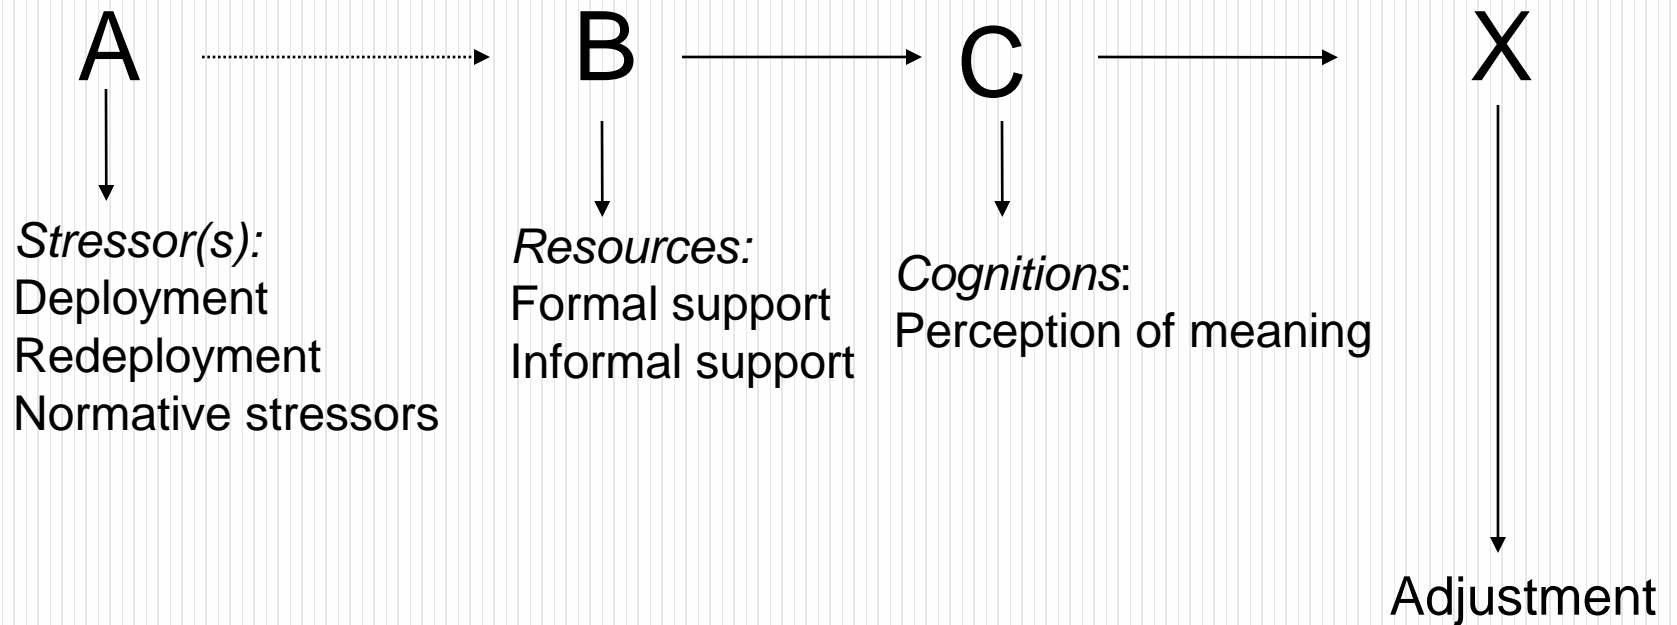 A B C X
Stressor(s):
Deployment
Redeployment
Normative stressors
Resources:
Formal support
Informal support
Cognitions:
Perception of meaning
Adjustment